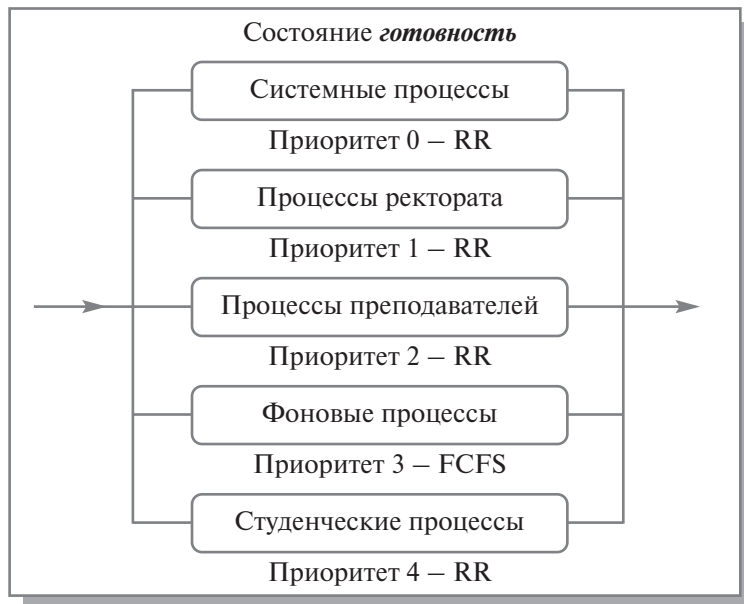 Состояние готовность
Системные процессы
Приоритет 0 – RR
Процессы ректората
Приоритет 1 – RR
Процессы преподавателей
Приоритет 2 – RR
Фоновые процессы
Приоритет 3 – FCFS
Студенческие процессы
Приоритет 4 – RR